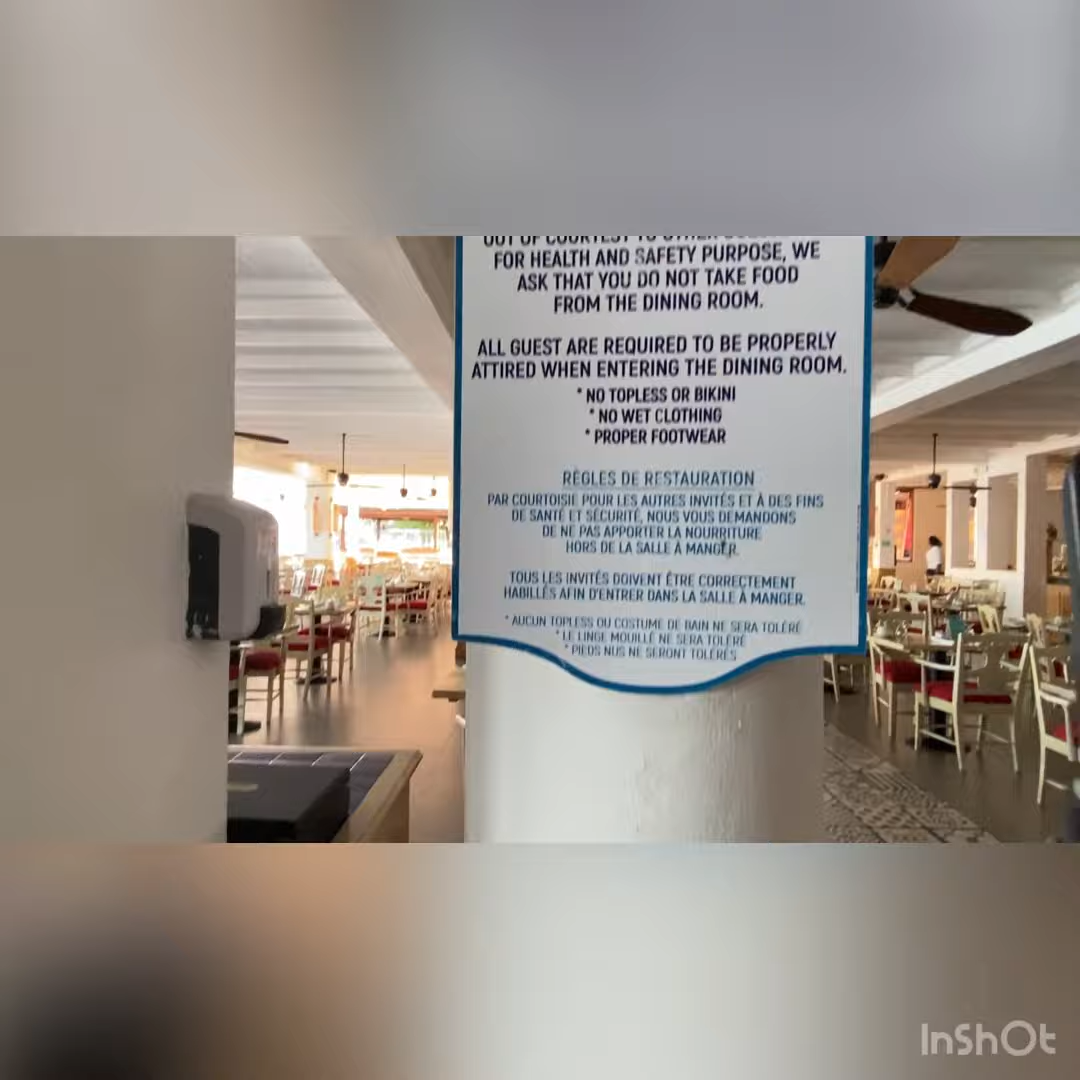 OUT OF COURTESY TO OTHER
FOR HEALTH AND SAFETY PURPOSE, WE
ASK THAT YOU DO NOT TAKE FOOD
FROM THE DINING ROOM.
ALL GUEST ARE REQUIRED TO BE PROPERLY
ATTIRED WHEN ENTERING THE DINING ROOM.
* NO TOPLESS OR BIKINI
* NO WET CLOTHING
* PROPER FOOTWEAR
RÈGLES DE RESTAURATION
PAR COURTOISIE POUR LES AUTRES INVITÉS ET À DES FINS
DE SANTÉ ET SÉCURITÉ, NOUS VOUS DEMANDONS
DE NE PAS APPORTER LA NOURRITURE
HORS DE LA SALLE À MANGER.
TOUS LES INVITÉS DOIVENT ÊTRE CORRECTEMENT
HABILLÉS AFIN D'ENTRER DANS LA SALLE À MANGER.
* AUCUN TOPLESS OU COSTUME DE BAIN NE SERA TOLÉRÉ
* LE LINGE MOUILLÉ NE SERA TOLÉRÉ
* PIEDS NUS NE SERONT TOLÉRÉS
InShOt